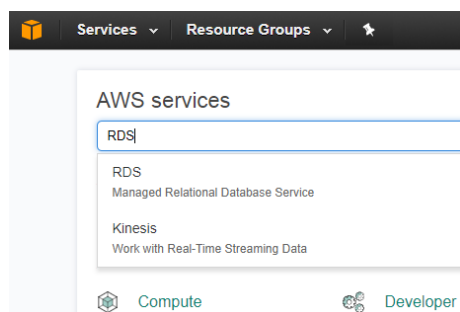 Services Resource Groups
AWS services
RDS
RDS
Managed Relational Database Service
Kinesis
Work with Real-Time Streaming Data
Compute Developer